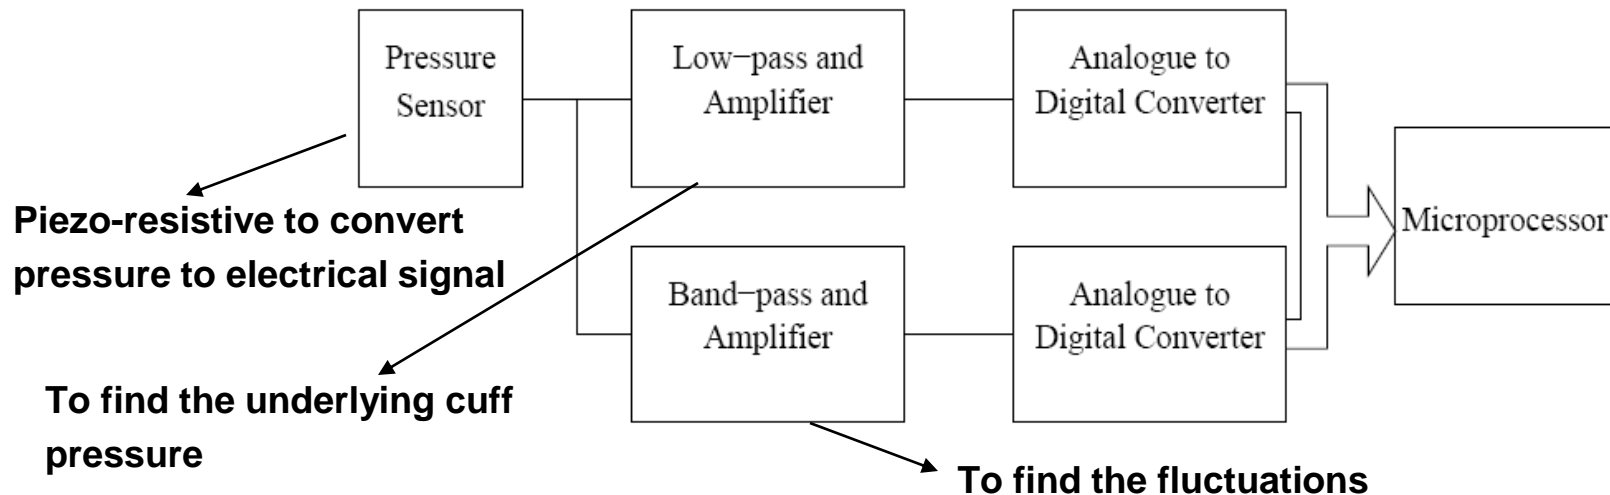 Pressure
Sensor
Low−pass and
Amplifier
Analogue to
Digital Converter
Microprocessor
Piezo-resistive to convert
pressure to electrical signal
Band−pass and
Amplifier
Analogue to
Digital Converter
To find the underlying cuff
pressure
To find the fluctuations